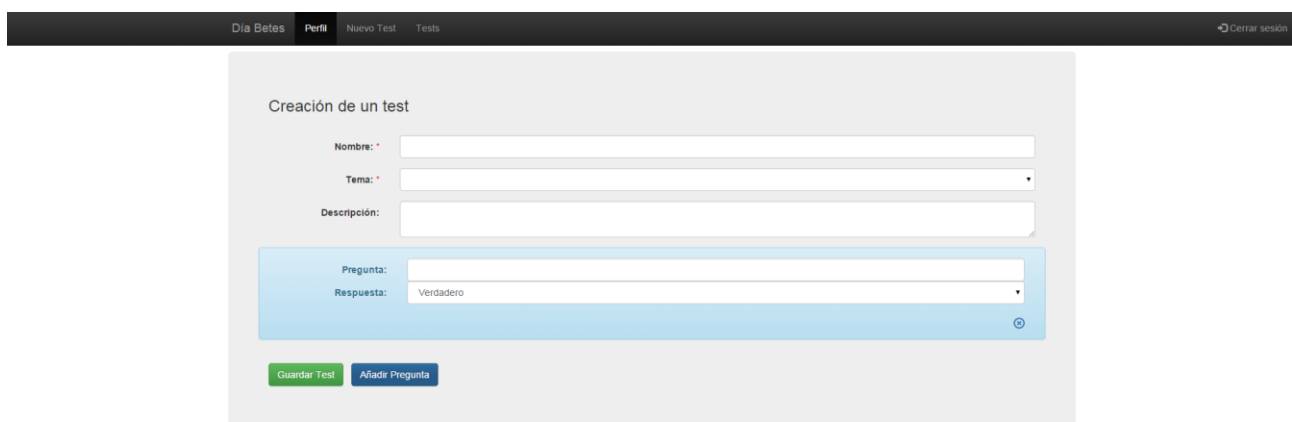 Día Betes Perfil Nuevo Test Tests Cerrar sesión
Creación de un test
Nombre: *
Tema: *
Descripción:
Pregunta:
Respuesta: Verdadero
Guardar Test Añadir Pregunta